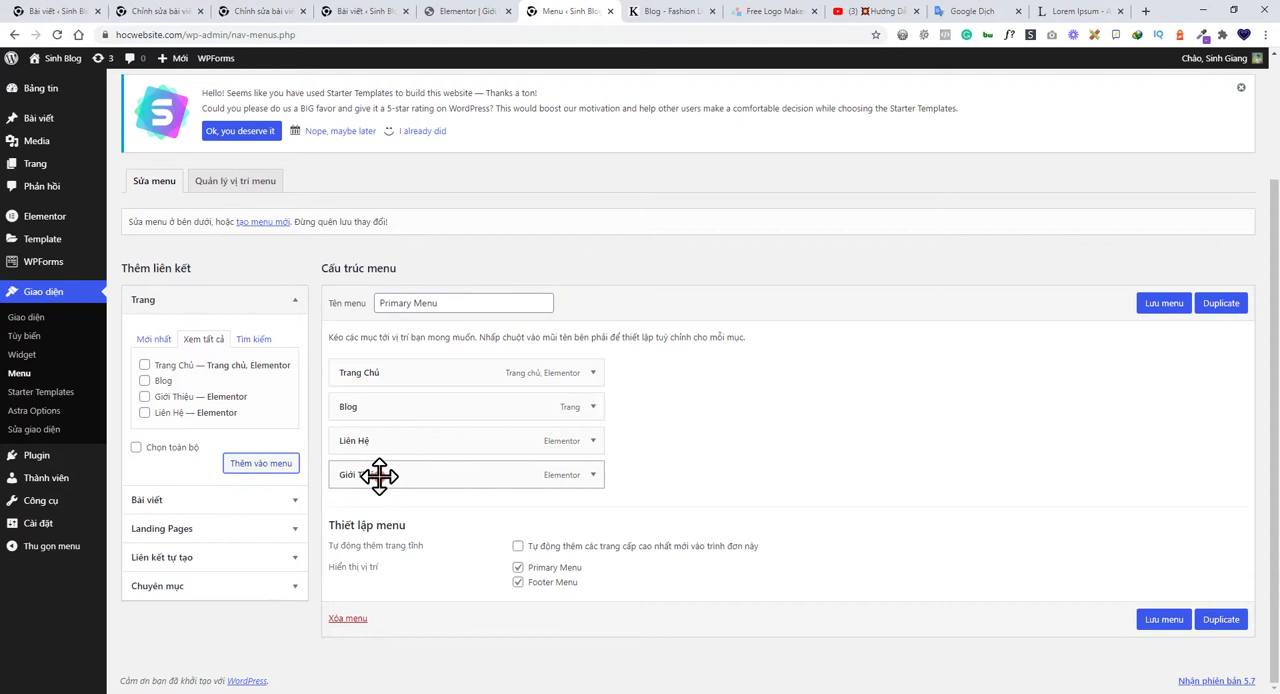 Bài viết ‹ Sinh Bl
Chỉnh sửa bài vi
Chỉnh sửa bài vi
Bài viết ‹ Sinh Bl
Elementor | Giới
Menu ‹ Sinh Blog
Blog - Fashion L
Free Logo Make
(3) Hướng Dẫ
Google Dịch
Lorem Ipsum - A
hocwebsite.com/wp-admin/nav-menus.php
Sinh Blog 3 0 Mới WPForms Chào, Sinh Giang
Bảng tin
Bài viết
Media
Trang
Phản hồi
Elementor
Template
WPForms
Giao diện
Giao diện
Tùy biến
Widget
Menu
Starter Templates
Astra Options
Sửa giao diện
Plugin
Thành viên
Công cụ
Cài đặt
Thu gọn menu
Hello! Seems like you have used Starter Templates to build this website — Thanks a ton!
Could you please do us a BIG favor and give it a 5-star rating on WordPress? This would boost our motivation and help other users make a comfortable decision while choosing the Starter Templates.
Ok, you deserve it Nope, maybe later I already did
Sửa menu Quản lý vị trí menu
Sửa menu ở bên dưới, hoặc tạo menu mới. Đừng quên lưu thay đổi!
Thêm liên kết
Trang
Mới nhất Xem tất cả Tìm kiếm
Trang Chủ — Trang chủ, Elementor
Blog
Giới Thiệu — Elementor
Liên Hệ — Elementor
Chọn toàn bộ
Thêm vào menu
Bài viết
Landing Pages
Liên kết tự tạo
Chuyên mục
Cấu trúc menu
Tên menu Primary Menu Lưu menu Duplicate
Kéo các mục tới vị trí bạn mong muốn. Nhấp chuột vào mũi tên bên phải để thiết lập tuỳ chỉnh cho mỗi mục.
Trang Chủ Trang chủ, Elementor
Blog Trang
Liên Hệ Elementor
Giới Elementor
Thiết lập menu
Tự động thêm trang tĩnh Tự động thêm các trang cấp cao nhất mới vào trình đơn này
Hiển thị vị trí Primary Menu
Footer Menu
Xóa menu Lưu menu Duplicate
Cảm ơn bạn đã khởi tạo với WordPress. Nhận phiên bản 5.7